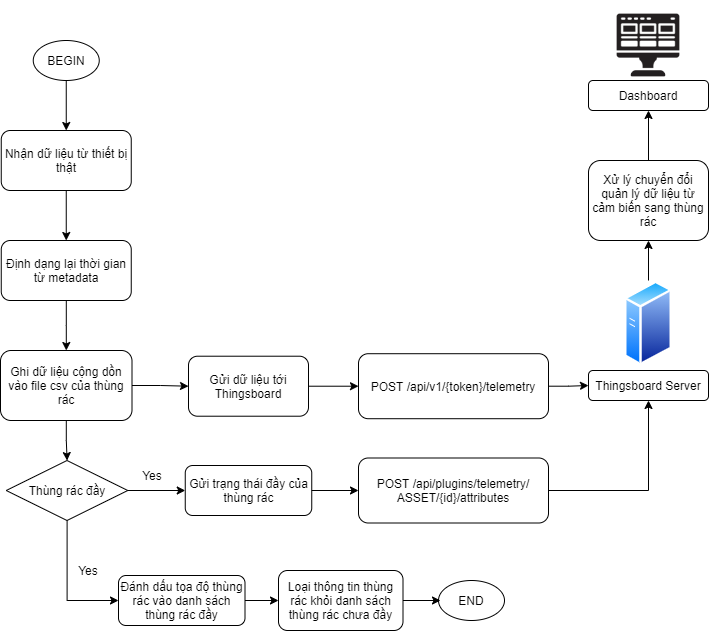 BEGIN
Dashboard
Nhận dữ liệu từ thiết bị
thật
Xử lý chuyển đổi
quản lý dữ liệu từ
cảm biến sang thùng
rác
Định dạng lại thời gian
từ metadata
Ghi dữ liệu cộng dồn
vào file csv của thùng
rác
Gửi dữ liệu tới
Thingsboard
POST /api/v1/{token}/telemetry
Thingsboard Server
Thùng rác đầy
Yes
Gửi trạng thái đầy của
thùng rác
POST /api/plugins/telemetry/
ASSET/{id}/attributes
Yes
Đánh dấu tọa độ thùng
rác vào danh sách
thùng rác đầy
Loại thông tin thùng
rác khỏi danh sách
thùng rác chưa đầy
END